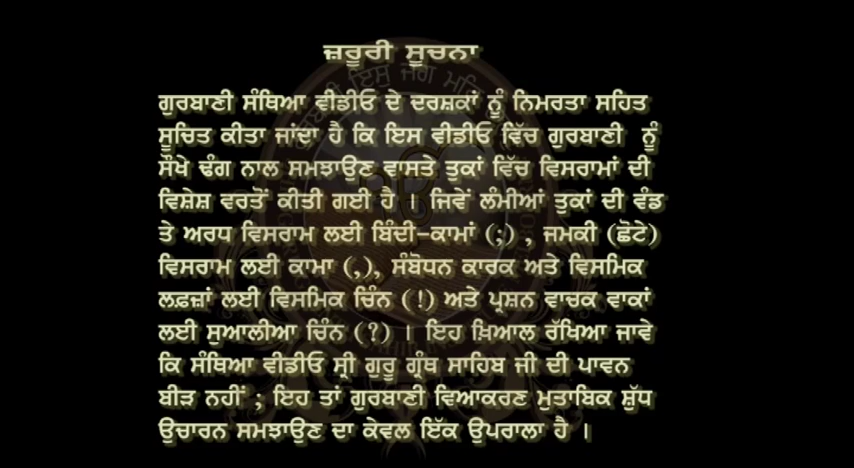 ਜ਼ਰੂਰੀ ਸੂਚਨਾ
ਗੁਰਬਾਣੀ ਸੰਥਿਆ ਵੀਡੀਓ ਦੇ ਦਰਸ਼ਕਾਂ ਨੂੰ ਨਿਮਰਤਾ ਸਹਿਤ
ਸੂਚਿਤ ਕੀਤਾ ਜਾਂਦਾ ਹੈ ਕਿ ਇਸ ਵੀਡੀਓ ਵਿੱਚ ਗੁਰਬਾਣੀ ਨੂੰ
ਸੌਖੇ ਢੰਗ ਨਾਲ ਸਮਝਾਉਣ ਵਾਸਤੇ ਤੁਕਾਂ ਵਿੱਚ ਵਿਸਰਾਮਾਂ ਦੀ
ਵਿਸ਼ੇਸ਼ ਵਰਤੋਂ ਕੀਤੀ ਗਈ ਹੈ । ਜਿਵੇਂ ਲੰਮੀਆਂ ਤੁਕਾਂ ਦੀ ਵੰਡ
ਤੇ ਅਰਧ ਵਿਸਰਾਮ ਲਈ ਬਿੰਦੀ-ਕਾਮਾਂ (;) , ਜਮਕੀ (ਛੋਟੇ)
ਵਿਸਰਾਮ ਲਈ ਕਾਮਾ (,), ਸੰਬੋਧਨ ਕਾਰਕ ਅਤੇ ਵਿਸਮਿਕ
ਲਫ਼ਜ਼ਾਂ ਲਈ ਵਿਸਮਿਕ ਚਿੰਨ (!) ਅਤੇ ਪ੍ਰਸ਼ਨ ਵਾਚਕ ਵਾਕਾਂ
ਲਈ ਸੁਆਲੀਆ ਚਿੰਨ (?) । ਇਹ ਖ਼ਿਆਲ ਰੱਖਿਆ ਜਾਵੇ
ਕਿ ਸੰਥਿਆ ਵੀਡੀਓ ਸ੍ਰੀ ਗੁਰੂ ਗ੍ਰੰਥ ਸਾਹਿਬ ਜੀ ਦੀ ਪਾਵਨ
ਬੀੜ ਨਹੀਂ ; ਇਹ ਤਾਂ ਗੁਰਬਾਣੀ ਵਿਆਕਰਣ ਮੁਤਾਬਿਕ ਸ਼ੁੱਧ
ਉਚਾਰਨ ਸਮਝਾਉਣ ਦਾ ਕੇਵਲ ਇੱਕ ਉਪਰਾਲਾ ਹੈ ।